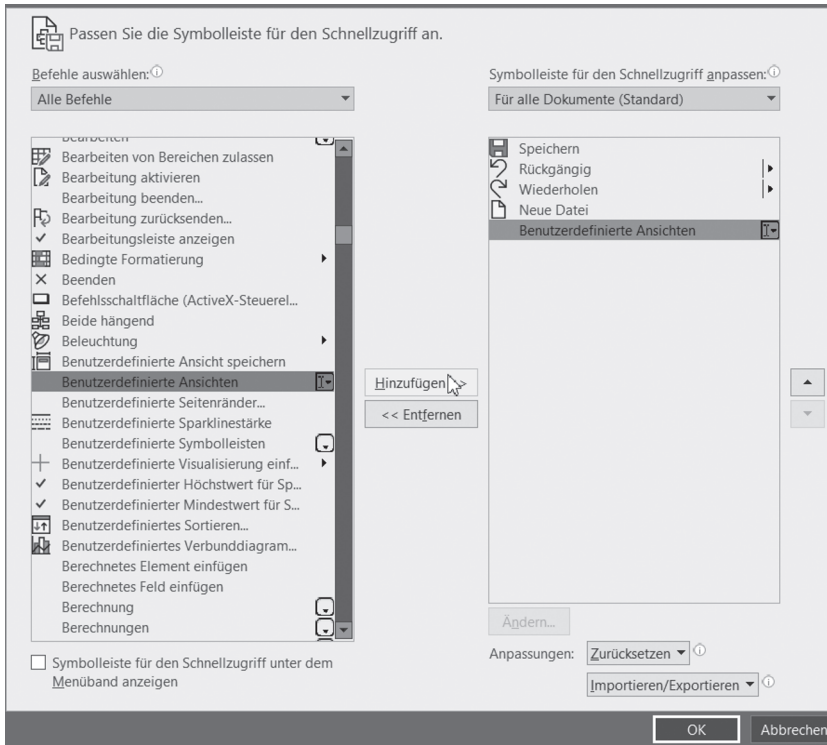 Passen Sie die Symbolleiste für den Schnellzugriff an.
Befehle auswählen:
Alle Befehle
Bearbeiten
Bearbeiten von Bereichen zulassen
Bearbeitung aktivieren
Bearbeitung beenden...
Bearbeitung zurücksenden...
Bearbeitungsleiste anzeigen
Bedingte Formatierung
Beenden
Befehlsschaltfläche (ActiveX-Steuerel...
Beide hängend
Beleuchtung
Benutzerdefinierte Ansicht speichern
Benutzerdefinierte Ansichten
Benutzerdefinierte Seitenränder...
Benutzerdefinierte Sparklinestärke
Benutzerdefinierte Symbolleisten
Benutzerdefinierte Visualisierung einf...
Benutzerdefinierter Höchstwert für Sp...
Benutzerdefinierter Mindestwert für S...
Benutzerdefiniertes Sortieren...
Benutzerdefiniertes Verbunddiagram...
Berechnetes Element einfügen
Berechnetes Feld einfügen
Berechnung
Berechnungen
Symbolleiste für den Schnellzugriff unter dem
Menüband anzeigen
Hinzufügen >>
<< Entfernen
Symbolleiste für den Schnellzugriff anpassen:
Für alle Dokumente (Standard)
Speichern
Rückgängig
Wiederholen
Neue Datei
Benutzerdefinierte Ansichten
Ändern...
Anpassungen: Zurücksetzen
Importieren/Exportieren
OK
Abbrechen